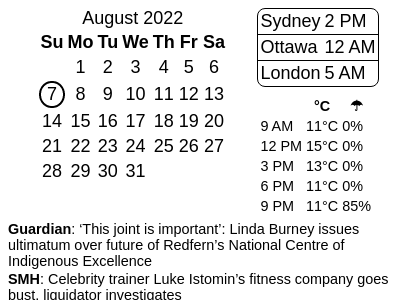 August 2022
Su Mo Tu We Th Fr Sa
1 2 3 4 5 6
7 8 9 10 11 12 13
14 15 16 17 18 19 20
21 22 23 24 25 26 27
28 29 30 31
Sydney 2 PM
Ottawa 12 AM
London 5 AM
°C ☂
9 AM 11°C 0%
12 PM 15°C 0%
3 PM 13°C 0%
6 PM 11°C 0%
9 PM 11°C 85%
Guardian: ‘This joint is important’: Linda Burney issues
ultimatum over future of Redfern’s National Centre of
Indigenous Excellence
SMH: Celebrity trainer Luke Istomin’s fitness company goes
bust, liquidator investigates